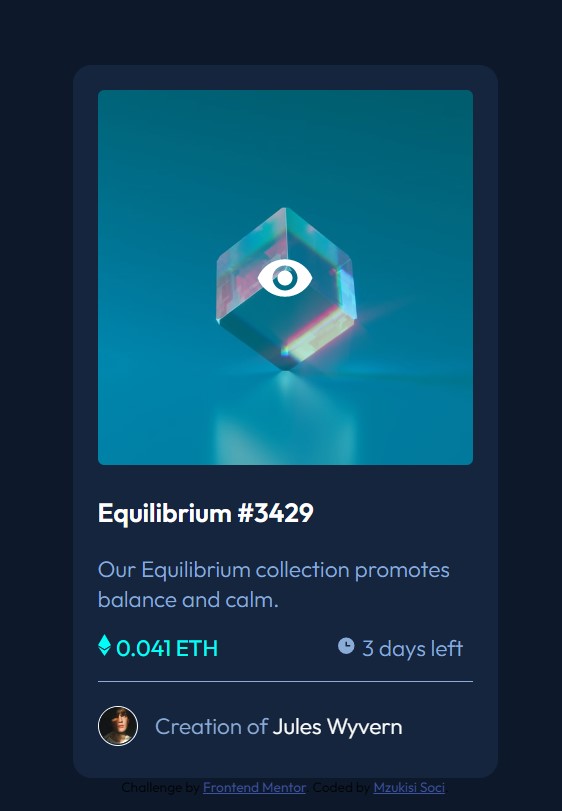 Equilibrium #3429
Our Equilibrium collection promotes
balance and calm.
0.041 ETH 3 days left
Creation of Jules Wyvern
Challenge by Frontend Mentor. Coded by Mzukisi Soci.